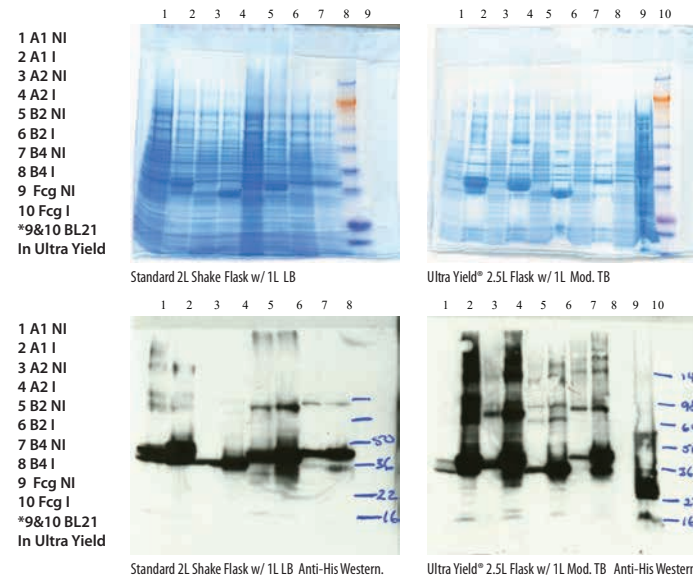 1 2 3 4 5 6 7 8 9
1 2 3 4 5 6 7 8 9 10
1 A1 NI
2 A1 I
3 A2 NI
4 A2 I
5 B2 NI
6 B2 I
7 B4 NI
8 B4 I
9 Fcg NI
10 Fcg I
*9&10 BL21
In Ultra Yield
Standard 2L Shake Flask w/ 1L LB
Ultra Yield® 2.5L Flask w/ 1L Mod. TB
1 2 3 4 5 6 7 8
1 2 3 4 5 6 7 8 9 10
1 A1 NI
2 A1 I
3 A2 NI
4 A2 I
5 B2 NI
6 B2 I
7 B4 NI
8 B4 I
9 Fcg NI
10 Fcg I
*9&10 BL21
In Ultra Yield
36
22
16
98
36
16
Standard 2L Shake Flask w/ 1L LB Anti-His Western.
Ultra Yield® 2.5L Flask w/ 1L Mod. TB Anti-His Western